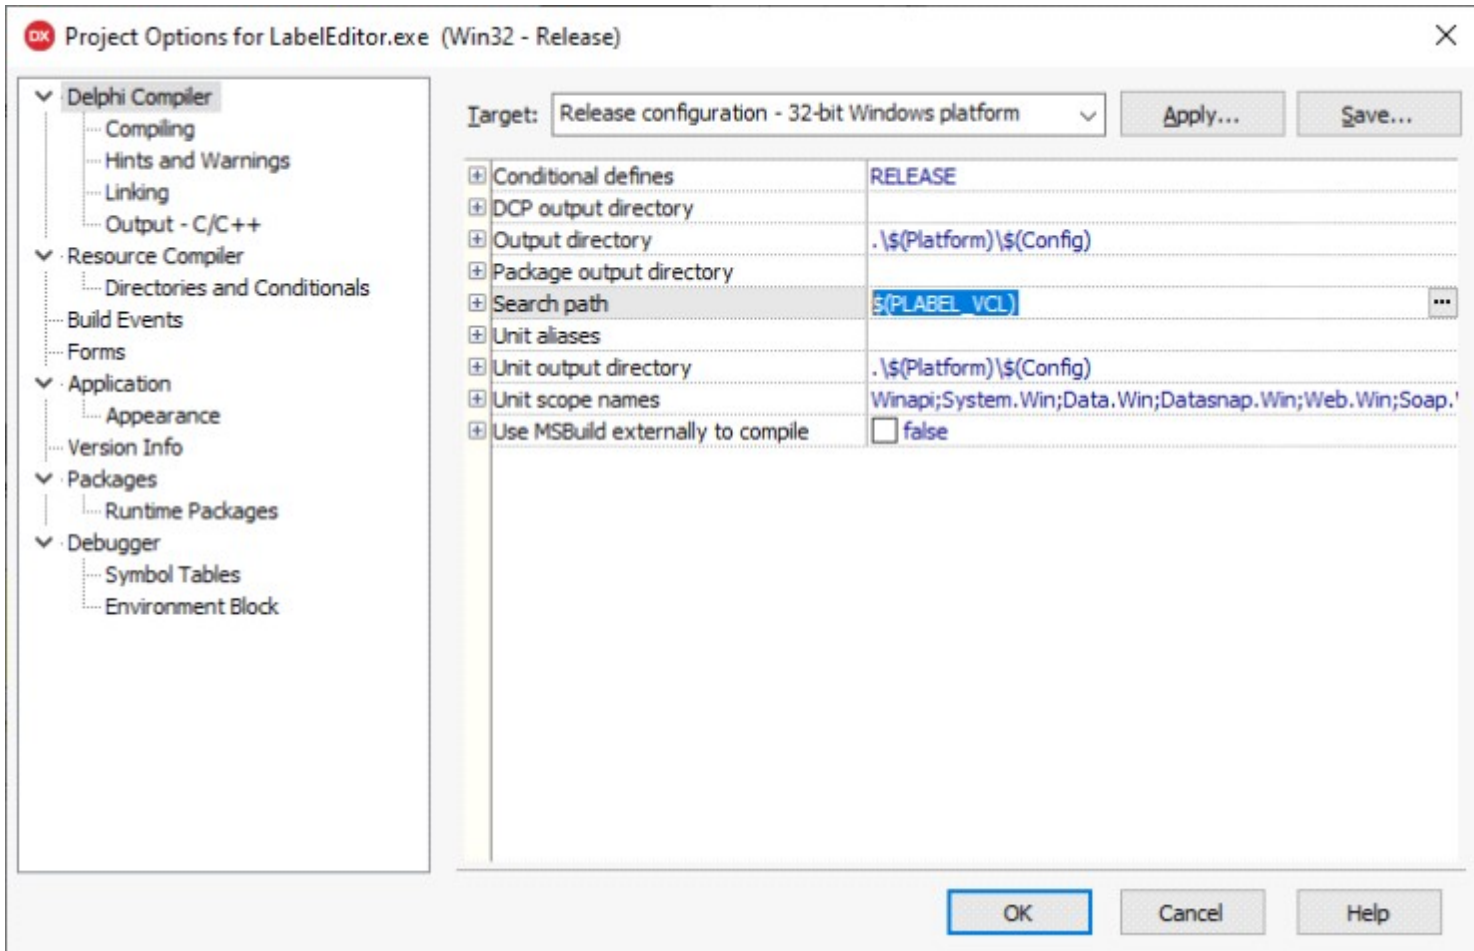 DX Project Options for LabelEditor.exe (Win32 - Release)
Delphi Compiler
Compiling
Hints and Warnings
Linking
Output - C/C++
Resource Compiler
Directories and Conditionals
Build Events
Forms
Application
Appearance
Version Info
Packages
Runtime Packages
Debugger
Symbol Tables
Environment Block
Target: Release configuration - 32-bit Windows platform Apply... Save...
Conditional defines RELEASE
DCP output directory
Output directory .\$(Platform)\$(Config)
Package output directory
Search path $(PLABEL_VCL) ...
Unit aliases
Unit output directory .\$(Platform)\$(Config)
Unit scope names Winapi;System.Win;Data.Win;Datasnap.Win;Web.Win;Soap.
Use MSBuild externally to compile false
OK Cancel Help